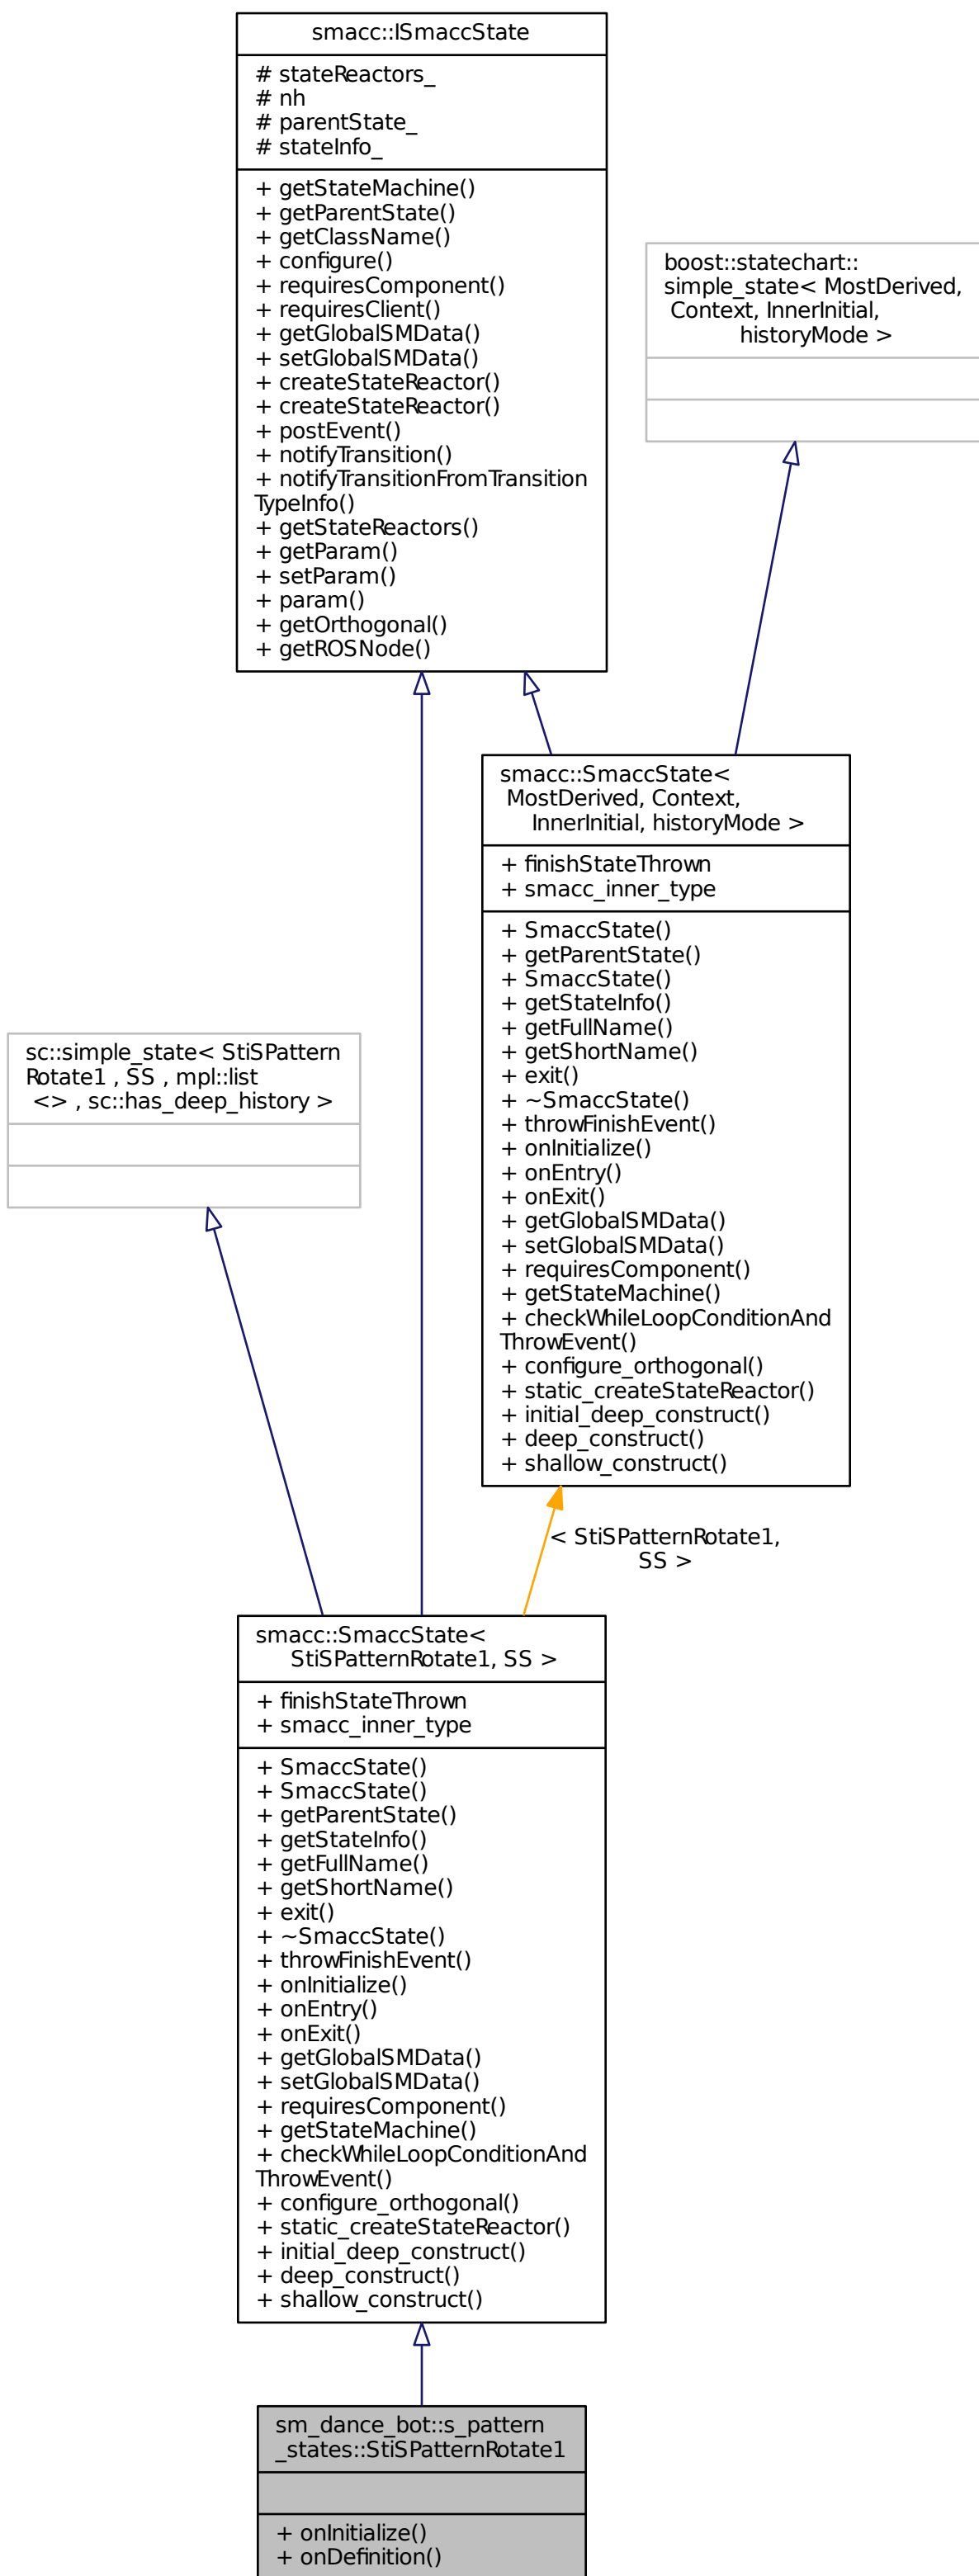 smacc::ISmaccState
# stateReactors_
# nh
# parentState_
# stateInfo_
+ getStateMachine()
+ getParentState()
+ getClassName()
+ configure()
+ requiresComponent()
+ requiresClient()
+ getGlobalSMData()
+ setGlobalSMData()
+ createStateReactor()
+ createStateReactor()
+ postEvent()
+ notifyTransition()
+ notifyTransitionFromTransition
TypeInfo()
+ getStateReactors()
+ getParam()
+ setParam()
+ param()
+ getOrthogonal()
+ getROSNode()
boost::statechart::
simple_state< MostDerived,
Context, InnerInitial,
historyMode >
smacc::SmaccState<
MostDerived, Context,
InnerInitial, historyMode >
+ finishStateThrown
+ smacc_inner_type
+ SmaccState()
+ getParentState()
+ SmaccState()
+ getStateInfo()
+ getFullName()
+ getShortName()
+ exit()
+ ~SmaccState()
+ throwFinishEvent()
+ onInitialize()
+ onEntry()
+ onExit()
+ getGlobalSMData()
+ setGlobalSMData()
+ requiresComponent()
+ getStateMachine()
+ checkWhileLoopConditionAnd
ThrowEvent()
+ configure_orthogonal()
+ static_createStateReactor()
+ initial_deep_construct()
+ deep_construct()
+ shallow_construct()
sc::simple_state< StiSPattern
Rotate1 , SS , mpl::list
<> , sc::has_deep_history >
< StiSPatternRotate1,
SS >
smacc::SmaccState<
StiSPatternRotate1, SS >
+ finishStateThrown
+ smacc_inner_type
+ SmaccState()
+ SmaccState()
+ getParentState()
+ getStateInfo()
+ getFullName()
+ getShortName()
+ exit()
+ ~SmaccState()
+ throwFinishEvent()
+ onInitialize()
+ onEntry()
+ onExit()
+ getGlobalSMData()
+ setGlobalSMData()
+ requiresComponent()
+ getStateMachine()
+ checkWhileLoopConditionAnd
ThrowEvent()
+ configure_orthogonal()
+ static_createStateReactor()
+ initial_deep_construct()
+ deep_construct()
+ shallow_construct()
sm_dance_bot::s_pattern
_states::StiSPatternRotate1
+ onInitialize()
+ onDefinition()